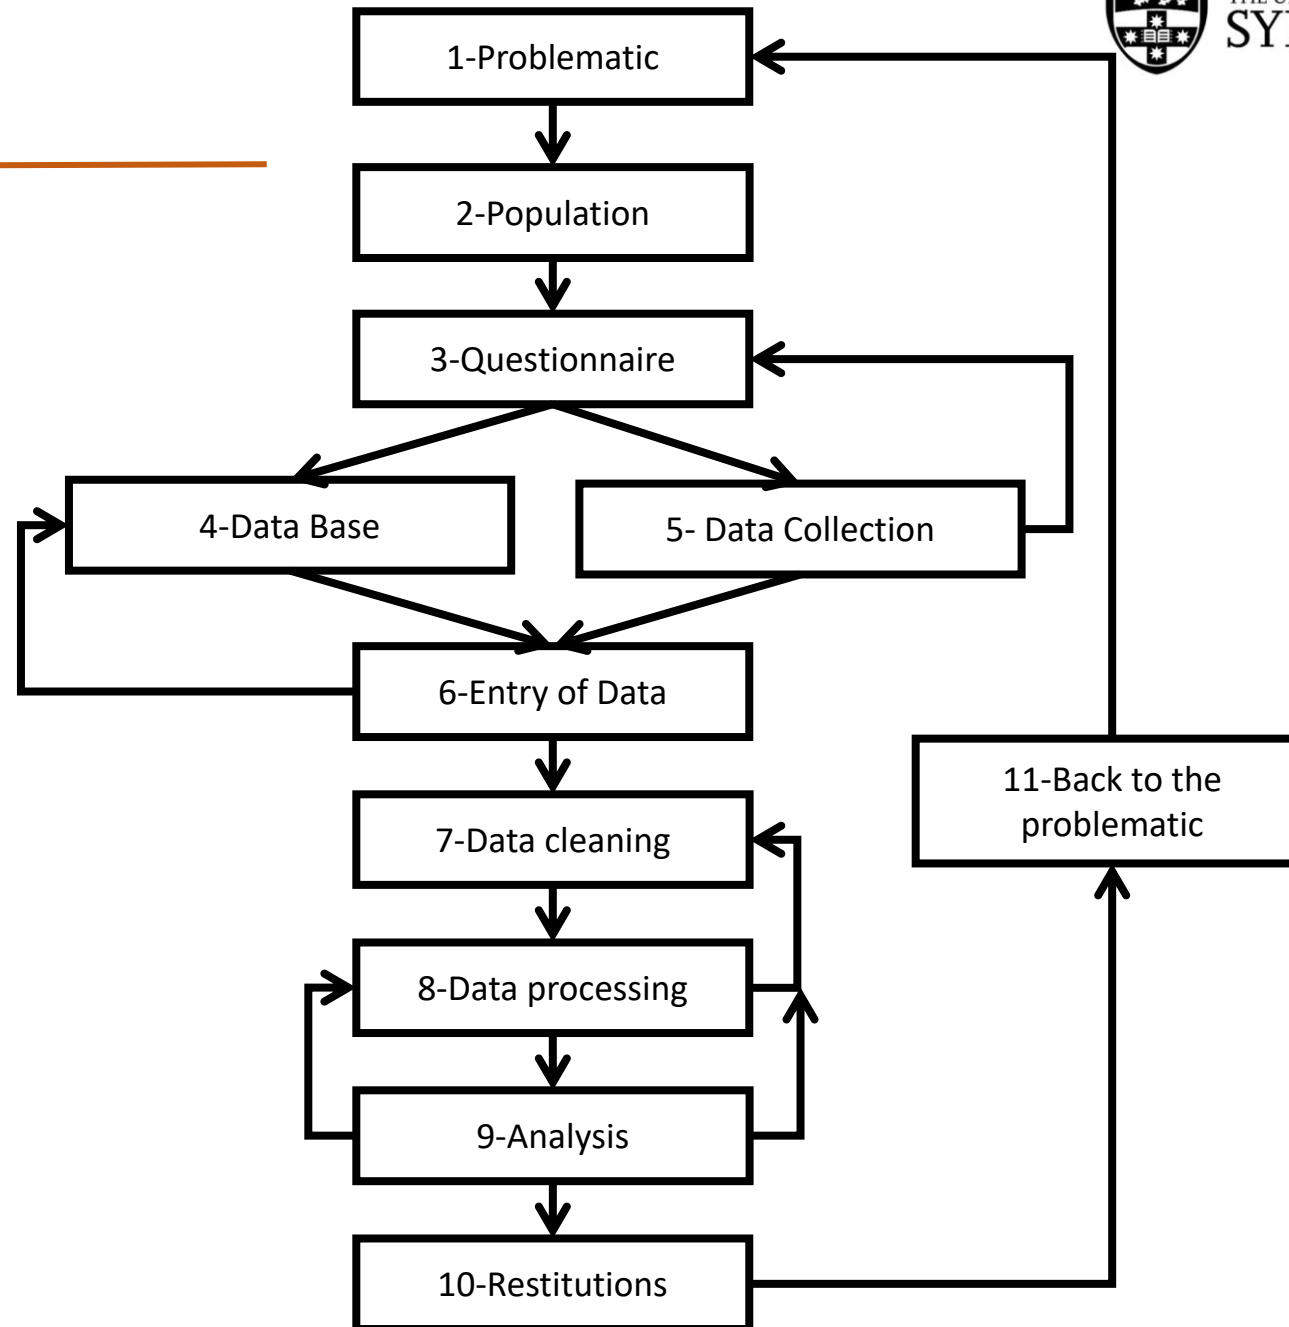 SY
1-Problematic
2-Population
3-Questionnaire
4-Data Base
5- Data Collection
6-Entry of Data
7-Data cleaning
11-Back to the
problematic
8-Data processing
9-Analysis
10-Restitutions